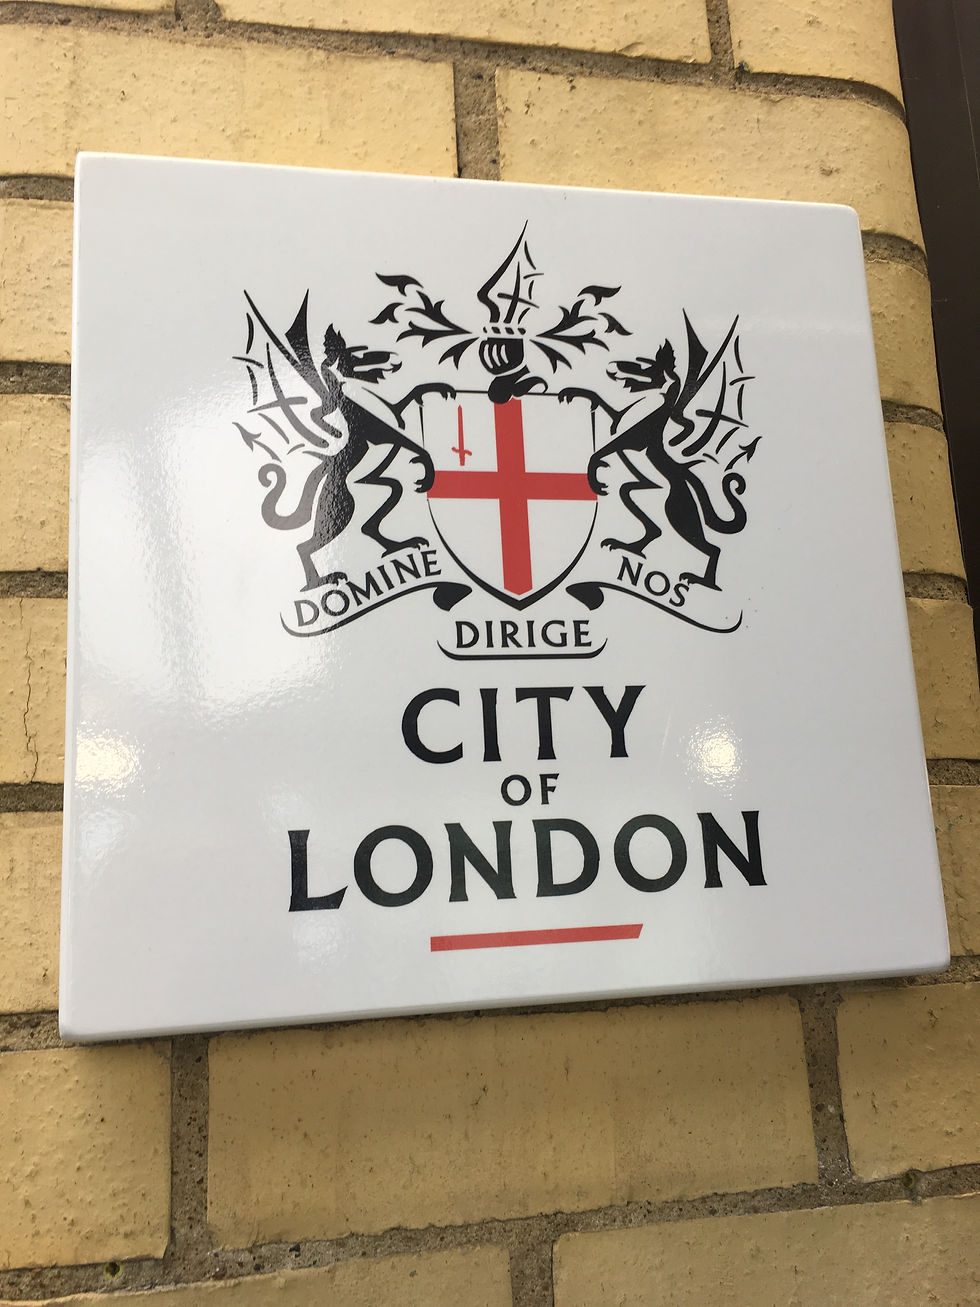 DOMINE DIRIGE NOS
CITY
OF
LONDON